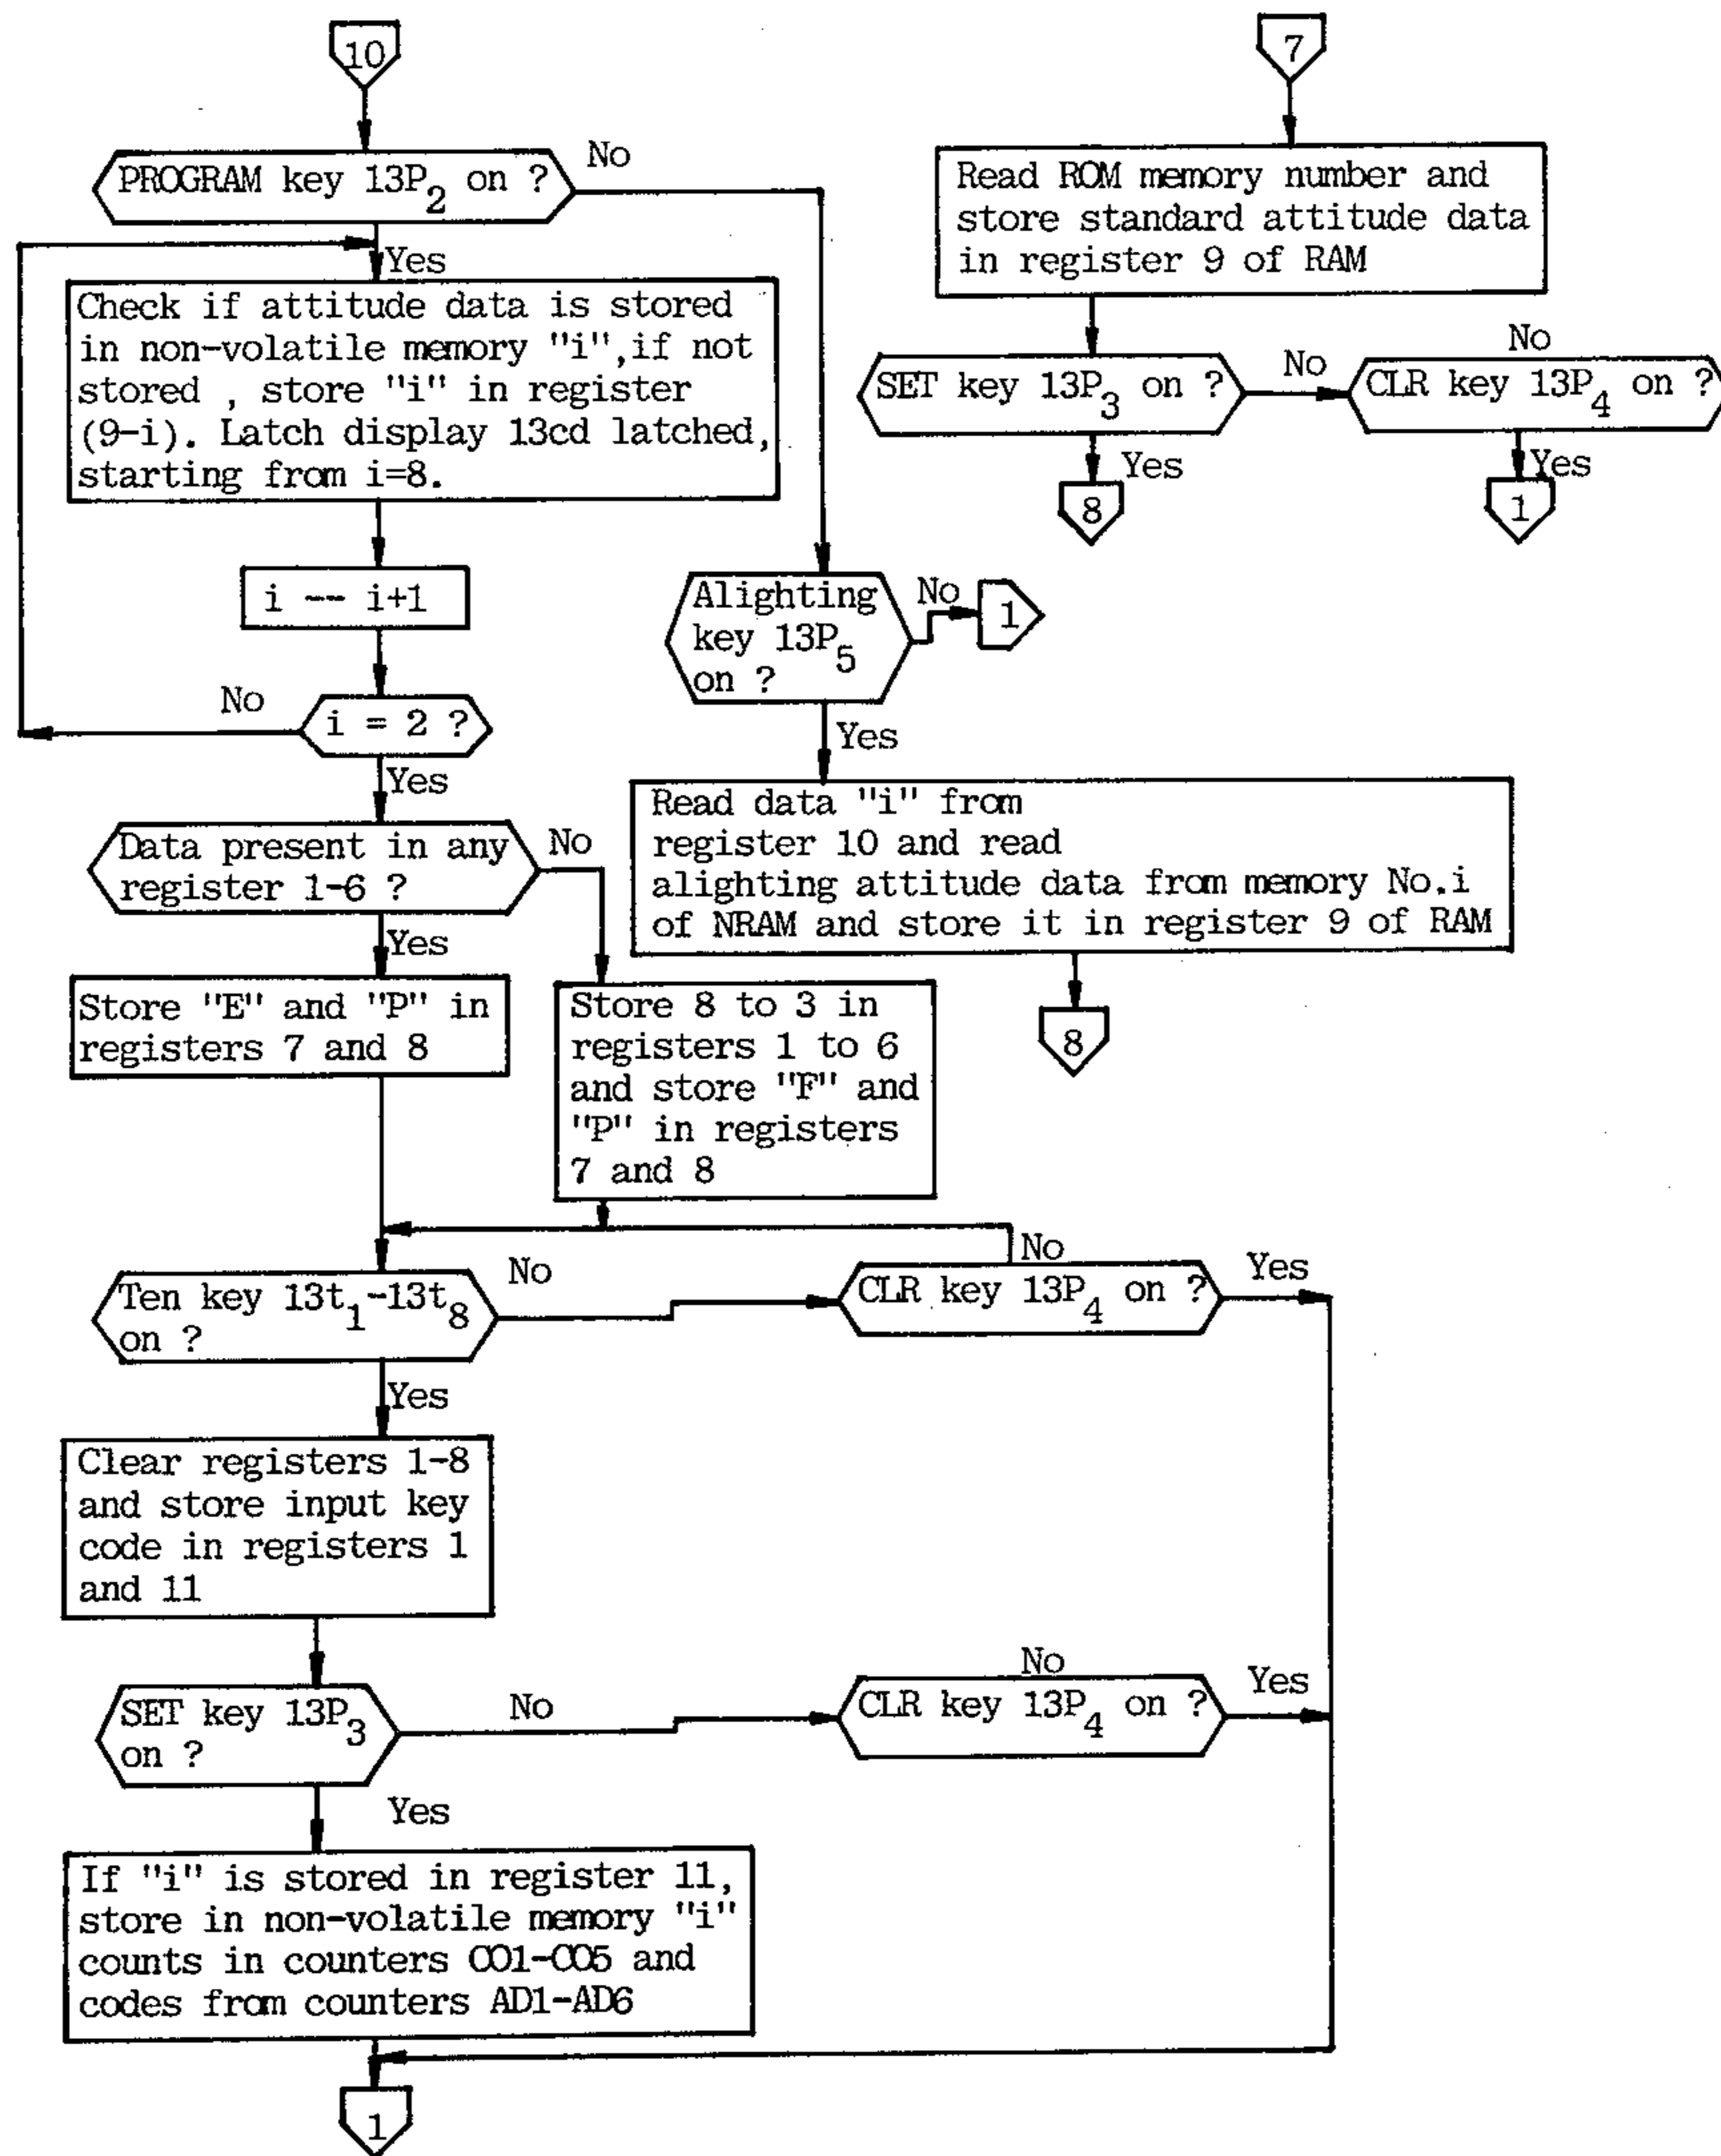 10
PROGRAM key 13P2 on ?
No
Yes
Check if attitude data is stored
in non-volatile memory "i",if not
stored , store "i" in register
(9-i). Latch display 13cd latched,
starting from i=8.
i -- i+1
No
i = 2 ?
Yes
Data present in any
register 1-6 ?
No
Yes
Store "E" and "P" in
registers 7 and 8
Store 8 to 3 in
registers 1 to 6
and store "F" and
"P" in registers
7 and 8
Alighting
key 13P5
on ?
No
1
Yes
Read data "i" from
register 10 and read
alighting attitude data from memory No.i
of NRAM and store it in register 9 of RAM
8
7
Read ROM memory number and
store standard attitude data
in register 9 of RAM
SET key 13P3 on ?
No
No
CLR key 13P4 on ?
Yes
8
Yes
1
Ten key 13t1-13t8
on ?
No
No
CLR key 13P4 on ?
Yes
Yes
Clear registers 1-8
and store input key
code in registers 1
and 11
SET key 13P3
on ?
No
No
CLR key 13P4 on ?
Yes
Yes
If "i" is stored in register 11,
store in non-volatile memory "i"
counts in counters CO1-CO5 and
codes from counters AD1-AD6
1